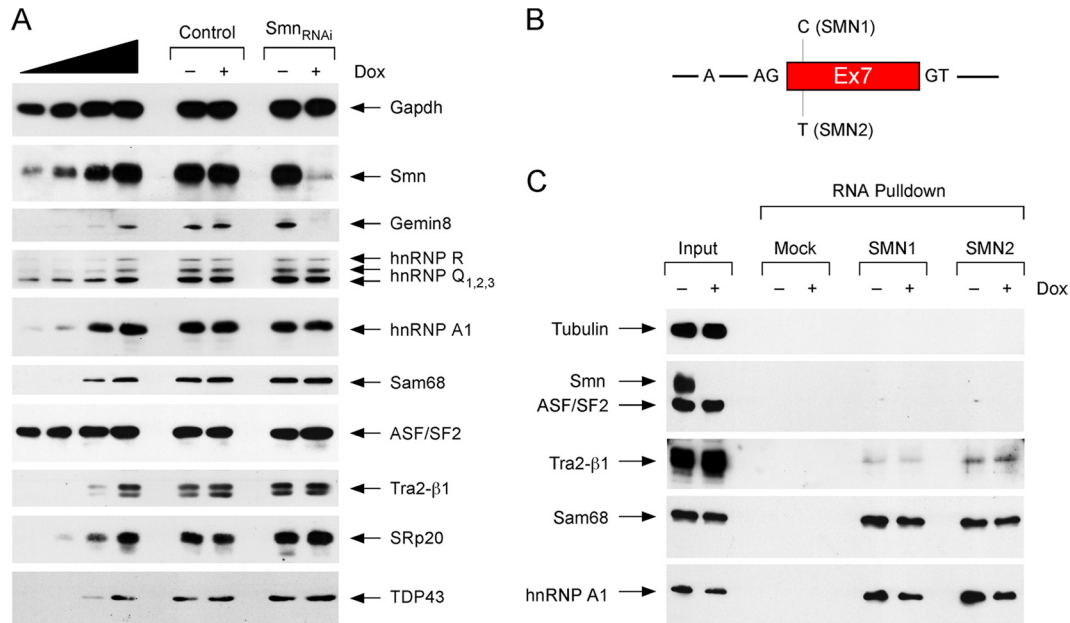 A
Control
Smn RNAi
– + – + Dox
Gapdh
Smn
Gemin8
hnRNP R
hnRNP Q1,2,3
hnRNP A1
Sam68
ASF/SF2
Tra2-β1
SRp20
TDP43
B
C (SMN1)
A AG Ex7 GT
T (SMN2)
C
RNA Pulldown
Input Mock SMN1 SMN2
– + – + – + – + Dox
Tubulin
Smn
ASF/SF2
Tra2-β1
Sam68
hnRNP A1